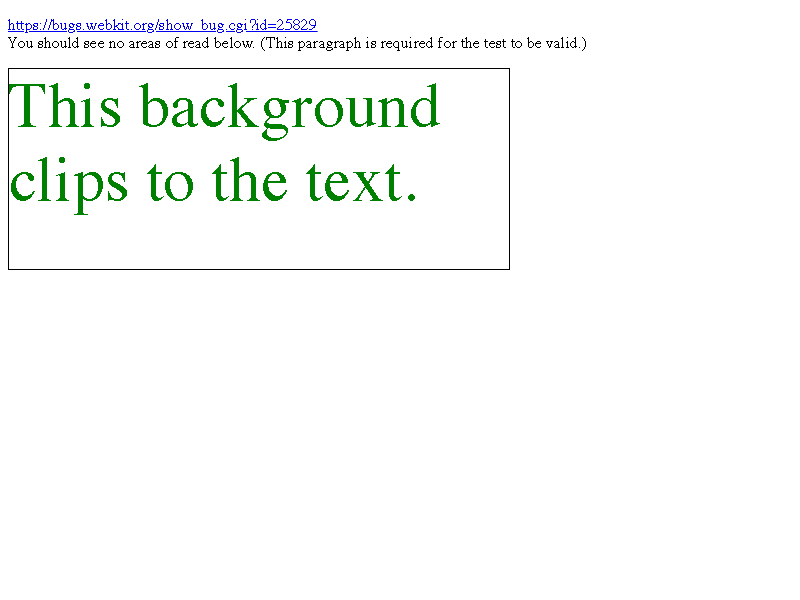 https://bugs.webkit.org/show_bug.cgi?id=25829
You should see no areas of read below. (This paragraph is required for the test to be valid.)
This background
clips to the text.